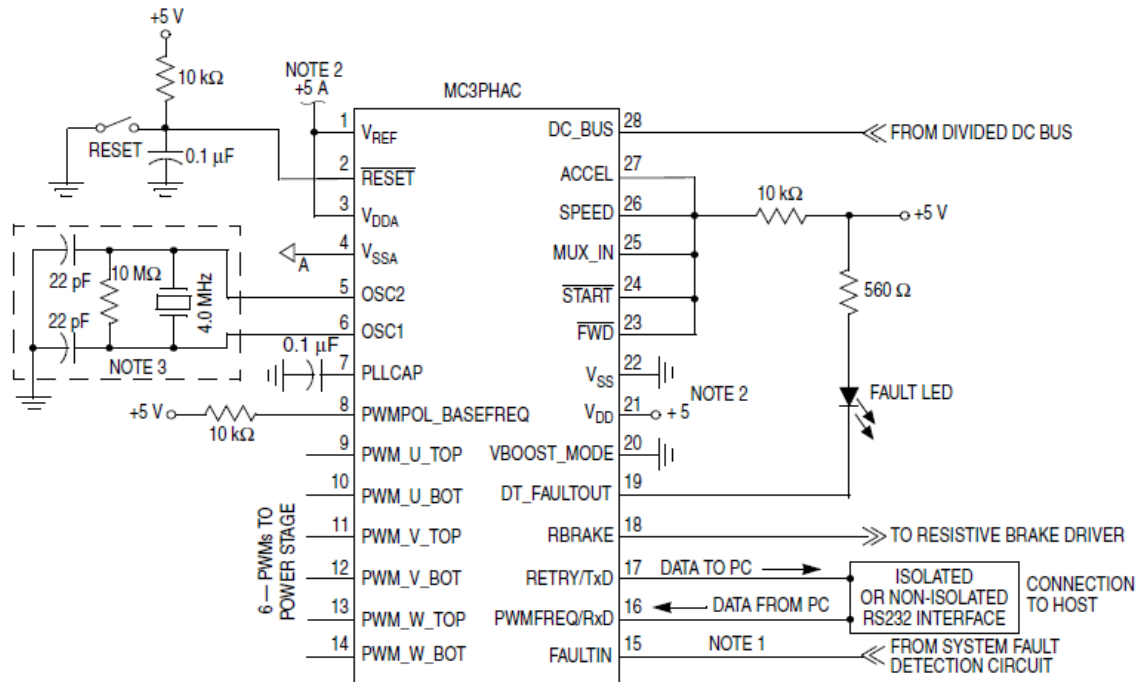 +5 V
10 kΩ
RESET
0.1 µF
NOTE 2
+5 A
MC3PHAC
1 VREF
2 RESET
3 VDDA
4 VSSA
A
5 OSC2
6 OSC1
7 PLLCAP
8 PWMPOL_BASEFREQ
9 PWM_U_TOP
10 PWM_U_BOT
11 PWM_V_TOP
12 PWM_V_BOT
13 PWM_W_TOP
14 PWM_W_BOT
22 pF
10 MΩ
4.0 MHz
22 pF
NOTE 3
0.1 µF
+5 V
10 kΩ
6 — PWMs TO
POWER STAGE
DC_BUS 28
FROM DIVIDED DC BUS
ACCEL 27
SPEED 26
MUX_IN 25
START 24
FWD 23
VSS 22
VDD 21
+ 5
NOTE 2
VBOOST_MODE 20
DT_FAULTOUT 19
RBRAKE 18
TO RESISTIVE BRAKE DRIVER
RETRY/TxD 17
DATA TO PC
PWMFREQ/RxD 16
DATA FROM PC
FAULTIN 15
NOTE 1
FROM SYSTEM FAULT
DETECTION CIRCUIT
10 kΩ
+5 V
560 Ω
FAULT LED
ISOLATED
OR NON-ISOLATED
RS232 INTERFACE
CONNECTION
TO HOST